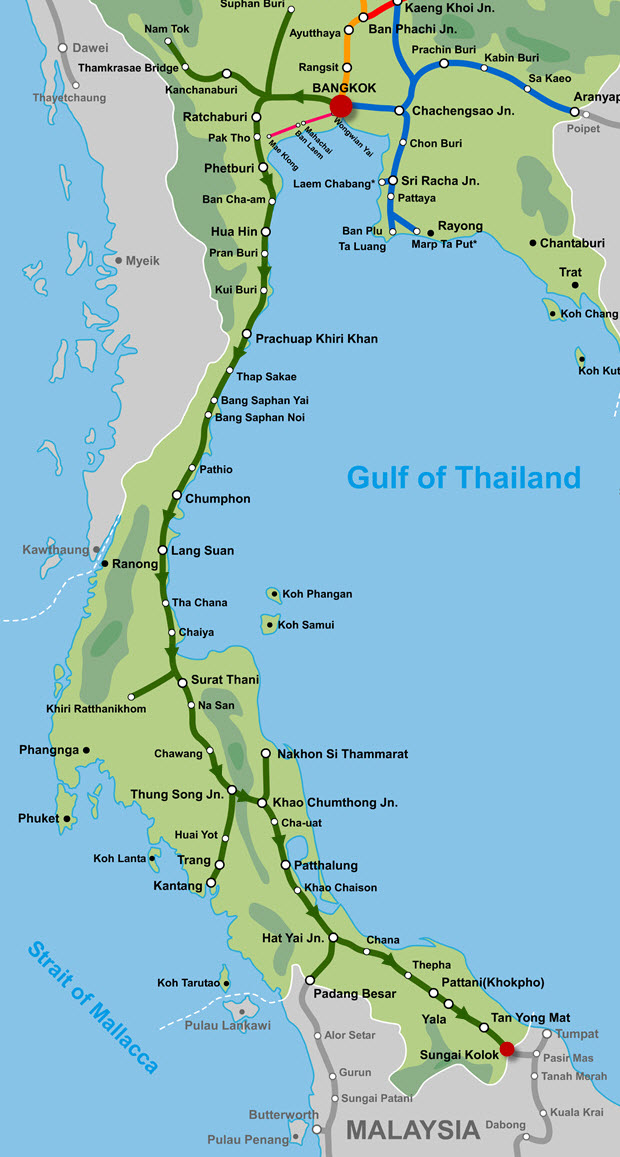 Suphan Buri
Kaeng Khoi Jn.
Nam Tok
Ayutthaya
Ban Phachi Jn.
Dawei
Prachin Buri
Kabin Buri
Thamkrasae Bridge
Rangsit
Sa Kaeo
Thayetchaung
Kanchanaburi
BANGKOK
Aranyap
Ratchaburi
Chachengsao Jn.
Poipet
Pak Tho
Mae Klong
Ban Laem
Mahachai
Wongwian Yai
Chon Buri
Phetburi
Laem Chabang*
Sri Racha Jn.
Ban Cha-am
Pattaya
Hua Hin
Ban Plu
Ta Luang
Rayong
Marp Ta Put*
Chantaburi
Pran Buri
Myeik
Trat
Kui Buri
Koh Chang
Prachuap Khiri Khan
Koh Kut
Thap Sakae
Bang Saphan Yai
Bang Saphan Noi
Pathio
Gulf of Thailand
Chumphon
Kawthaung
Lang Suan
Ranong
Koh Phangan
Tha Chana
Koh Samui
Chaiya
Surat Thani
Khiri Ratthanikhom
Na San
Phangnga
Chawang
Nakhon Si Thammarat
Thung Song Jn.
Khao Chumthong Jn.
Phuket
Cha-uat
Huai Yot
Koh Lanta
Trang
Patthalung
Kantang
Khao Chaison
Hat Yai Jn.
Chana
Strait of Mallacca
Thepha
Koh Tarutao
Padang Besar
Pattani(Khokpho)
Pulau Lankawi
Yala
Tan Yong Mat
Alor Setar
Tumpat
Sungai Kolok
Pasir Mas
Gurun
Tanah Merah
Sungai Patani
Butterworth
Kuala Krai
Pulau Penang
MALAYSIA
Dabong